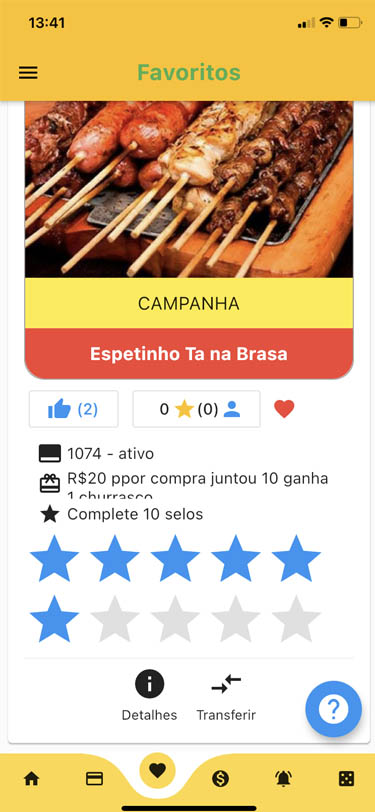 13:41
Favoritos
CAMPANHA
Espetinho Ta na Brasa
(2)
0 (0)
1074 - ativo
R$20 ppor compra juntou 10 ganha
1 churrasco
Complete 10 selos
Detalhes Transferir